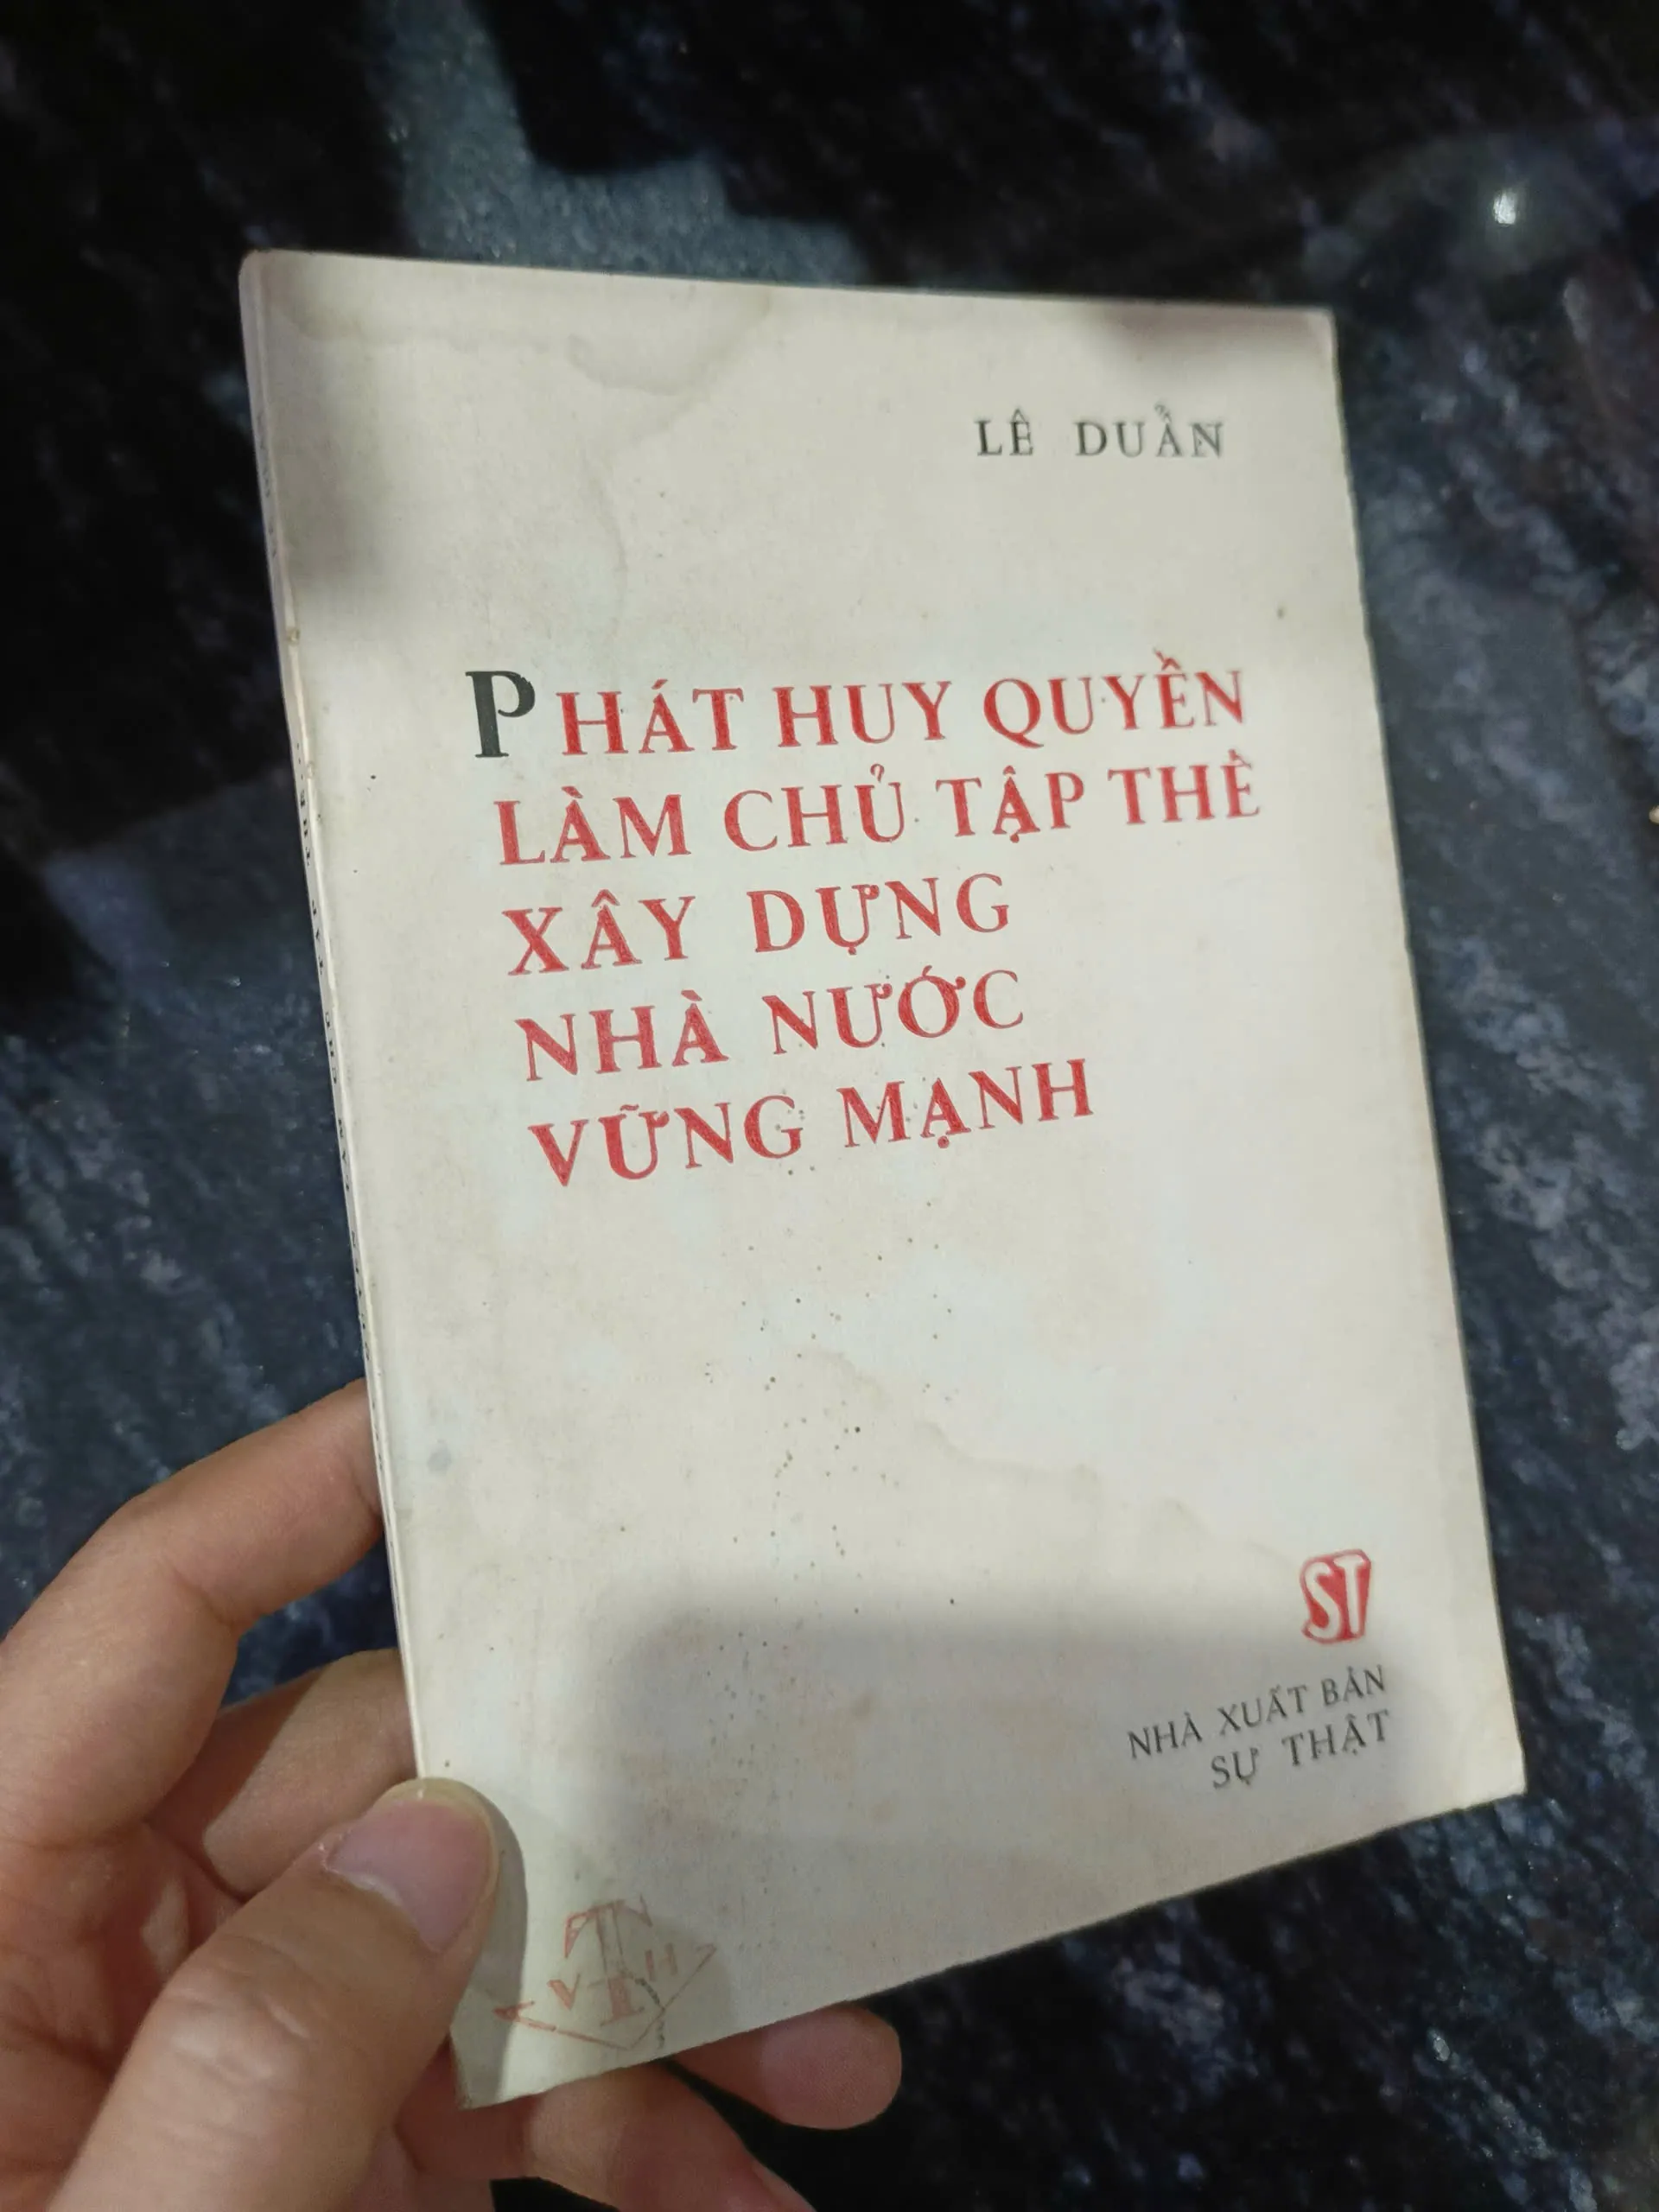 LÊ DUẨN
PHÁT HUY QUYỀN
LÀM CHỦ TẬP THỂ
XÂY DỰNG
NHÀ NƯỚC
VỮNG MẠNH
ST
NHÀ XUẤT BẢN
SỰ THẬT